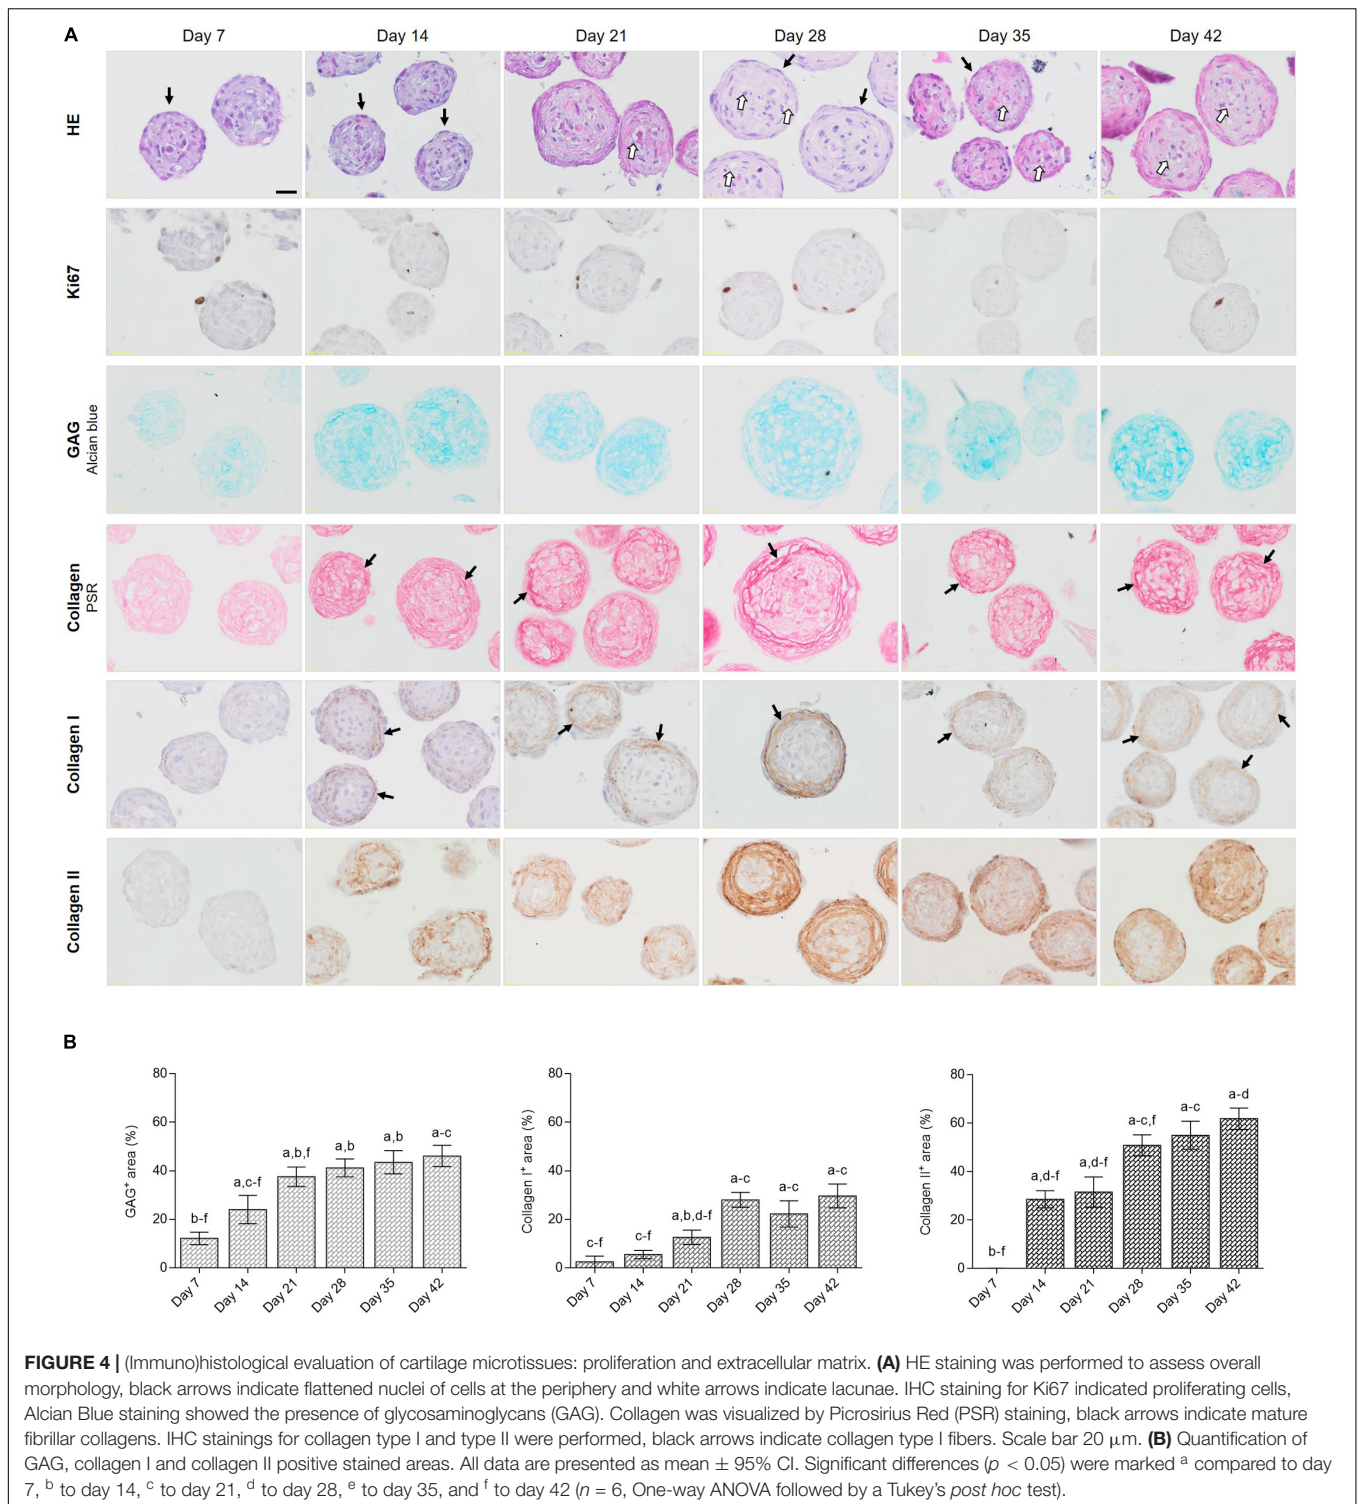 A
Day 7 Day 14 Day 21 Day 28 Day 35 Day 42
HE
Ki67
GAG
Alcian blue
Collagen
PSR
Collagen I
Collagen II
B
80
60
40
20
0
GAG+ area (%)
b-f
a,c-f
a,b,f
a,b
a,b
a-c
Day 7 Day 14 Day 21 Day 28 Day 35 Day 42
80
60
40
20
0
Collagen I+ area (%)
c-f
c-f
a,b,d-f
a-c
a-c
a-c
Day 7 Day 14 Day 21 Day 28 Day 35 Day 42
80
60
40
20
0
Collagen II+ area (%)
b-f
a,d-f
a,d-f
a-c,f
a-c
a-d
Day 7 Day 14 Day 21 Day 28 Day 35 Day 42
FIGURE 4 | (Immuno)histological evaluation of cartilage microtissues: proliferation and extracellular matrix. (A) HE staining was performed to assess overall
morphology, black arrows indicate flattened nuclei of cells at the periphery and white arrows indicate lacunae. IHC staining for Ki67 indicated proliferating cells,
Alcian Blue staining showed the presence of glycosaminoglycans (GAG). Collagen was visualized by Picrosirius Red (PSR) staining, black arrows indicate mature
fibrillar collagens. IHC stainings for collagen type I and type II were performed, black arrows indicate collagen type I fibers. Scale bar 20 μm. (B) Quantification of
GAG, collagen I and collagen II positive stained areas. All data are presented as mean ± 95% CI. Significant differences (p < 0.05) were marked a compared to day
7, b to day 14, c to day 21, d to day 28, e to day 35, and f to day 42 (n = 6, One-way ANOVA followed by a Tukey's post hoc test).